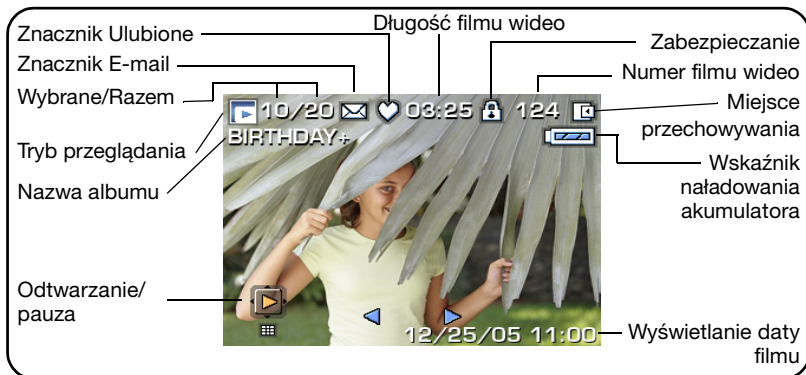 Znacznik Ulubione
Długość filmu wideo
Zabezpieczanie
Znacznik E-mail
Numer filmu wideo
Wybrane/Razem
Miejsce
przechowywania
10/20 03:25 124
BIRTHDAY+
Tryb przeglądania
Nazwa albumu
Wskaźnik
naładowania
akumulatora
Odtwarzanie/
pauza
12/25/05 11:00
Wyświetlanie daty
filmu